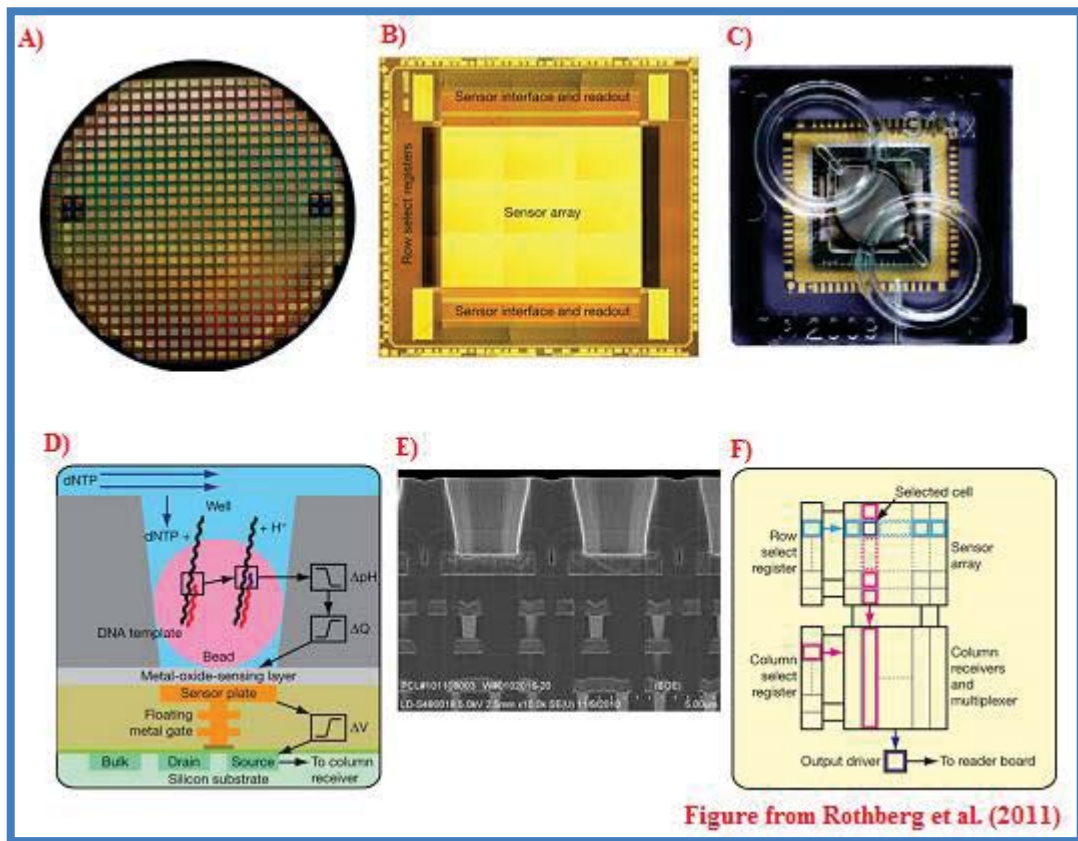 A)
B)
Sensor interface and readout
Row select registers
Sensor array
Sensor interface and readout
C)
2009
D)
dNTP
Well
dNTP +
+ H⁺
ΔpH
ΔQ
DNA template
Bead
Metal-oxide-sensing layer
Sensor plate
Floating
metal gate
ΔV
Bulk
Drain
Source
To column
receiver
Silicon substrate
E)
(BOE)
5.00µm
F)
Selected cell
Row
select
register
Sensor
array
Column
select
register
Column
receivers
and
multiplexer
Output driver
To reader board
Figure from Rothberg et al. (2011)